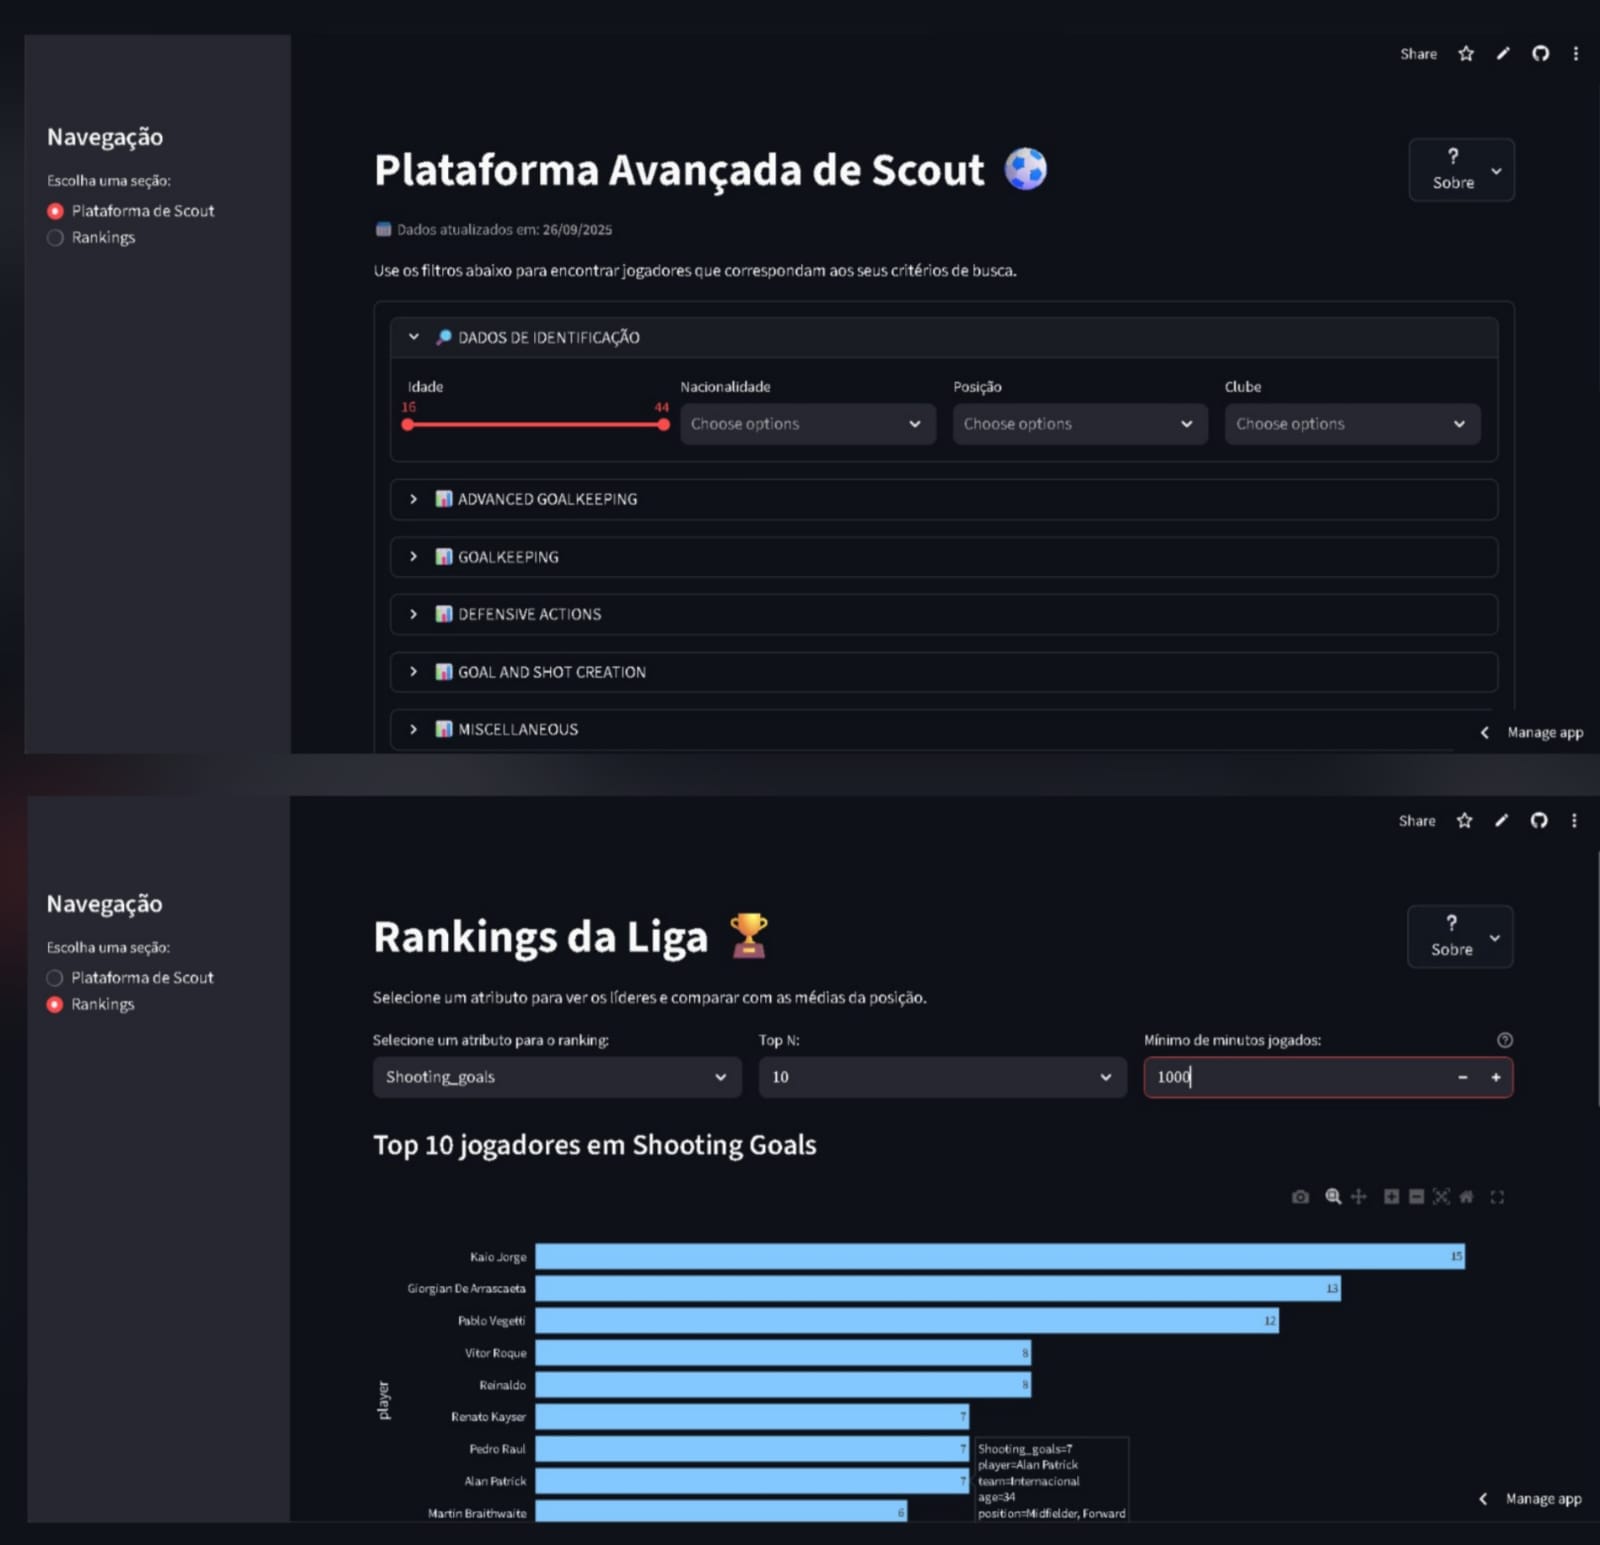 Share
Navegação
Escolha uma seção:
Plataforma de Scout
Rankings
Plataforma Avançada de Scout
?
Sobre
Dados atualizados em: 26/09/2025
Use os filtros abaixo para encontrar jogadores que correspondam aos seus critérios de busca.
DADOS DE IDENTIFICAÇÃO
Idade Nacionalidade Posição Clube
16 44
Choose options Choose options Choose options
ADVANCED GOALKEEPING
GOALKEEPING
DEFENSIVE ACTIONS
GOAL AND SHOT CREATION
MISCELLANEOUS
Manage app
Share
Navegação
Escolha uma seção:
Plataforma de Scout
Rankings
Rankings da Liga
?
Sobre
Selecione um atributo para ver os líderes e comparar com as médias da posição.
Selecione um atributo para o ranking: Top N: Mínimo de minutos jogados:
Shooting_goals 10 1000
Top 10 jogadores em Shooting Goals
player
Kaio Jorge 15
Giorgian De Arrascaeta 13
Pablo Vegetti 12
Vitor Roque 8
Reinaldo 8
Renato Kayser 7
Pedro Raul 7
Alan Patrick 7
Martin Braithwaite 6
Shooting_goals=7
player=Alan Patrick
team=Internacional
age=34
position=Midfielder, Forward
Manage app